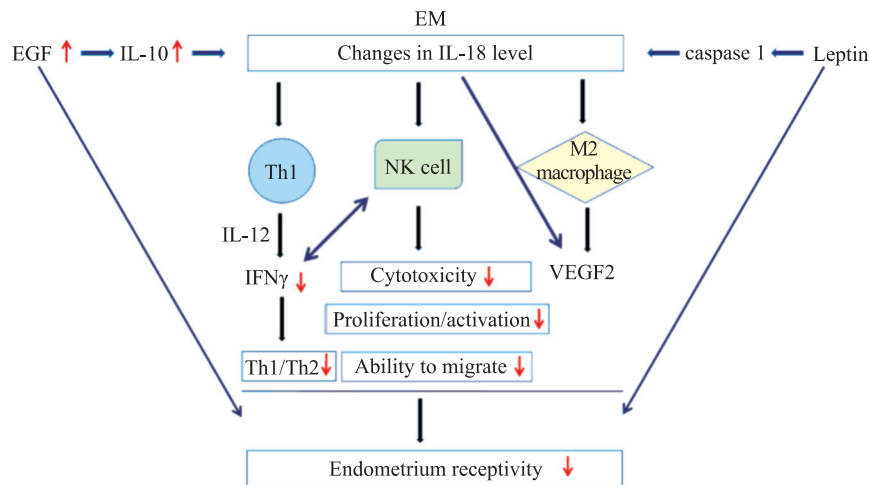 EM
EGF
IL-10
Changes in IL-18 level
caspase 1
Leptin
Th1
NK cell
M2
macrophage
IL-12
IFNγ
Cytotoxicity
VEGF2
Proliferation/activation
Th1/Th2
Ability to migrate
Endometrium receptivity